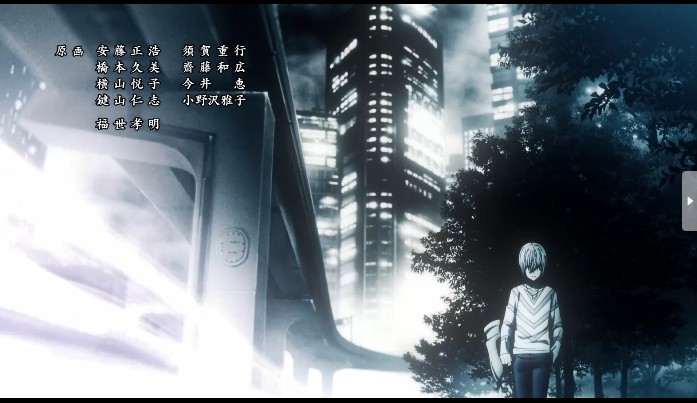 原画 安藤正浩 須賀重行
橋本久美 齋藤和広
横山悦子 今井 恵
鍵山仁志 小野沢雅子
福世孝明